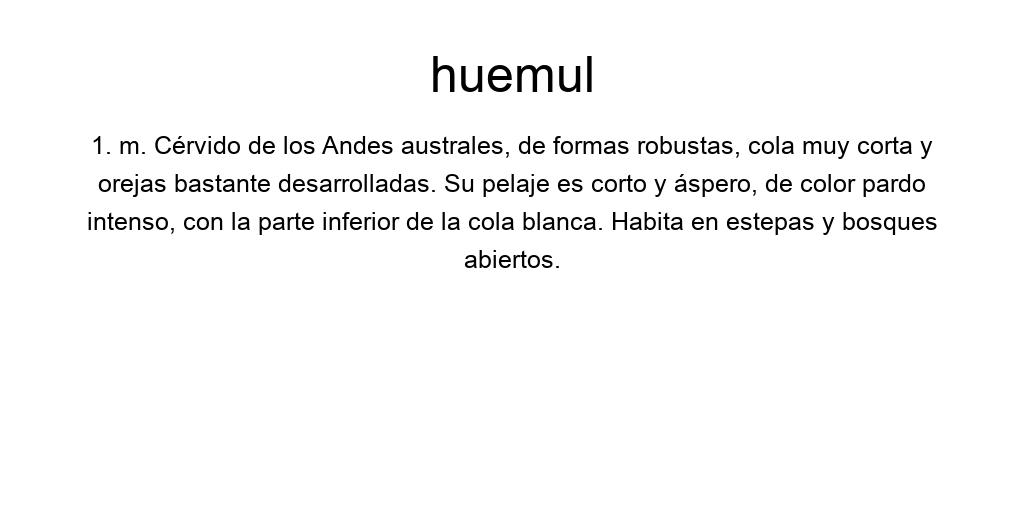 huemul
1. m. Cérvido de los Andes australes, de formas robustas, cola muy corta y
orejas bastante desarrolladas. Su pelaje es corto y áspero, de color pardo
intenso, con la parte inferior de la cola blanca. Habita en estepas y bosques
abiertos.